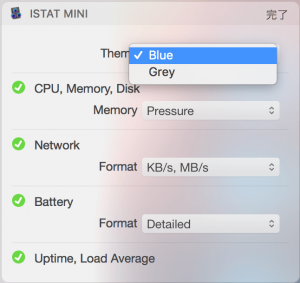 ISTAT MINI 完了
Them Blue
Grey
CPU, Memory, Disk
Memory Pressure
Network
Format KB/s, MB/s
Battery
Format Detailed
Uptime, Load Average